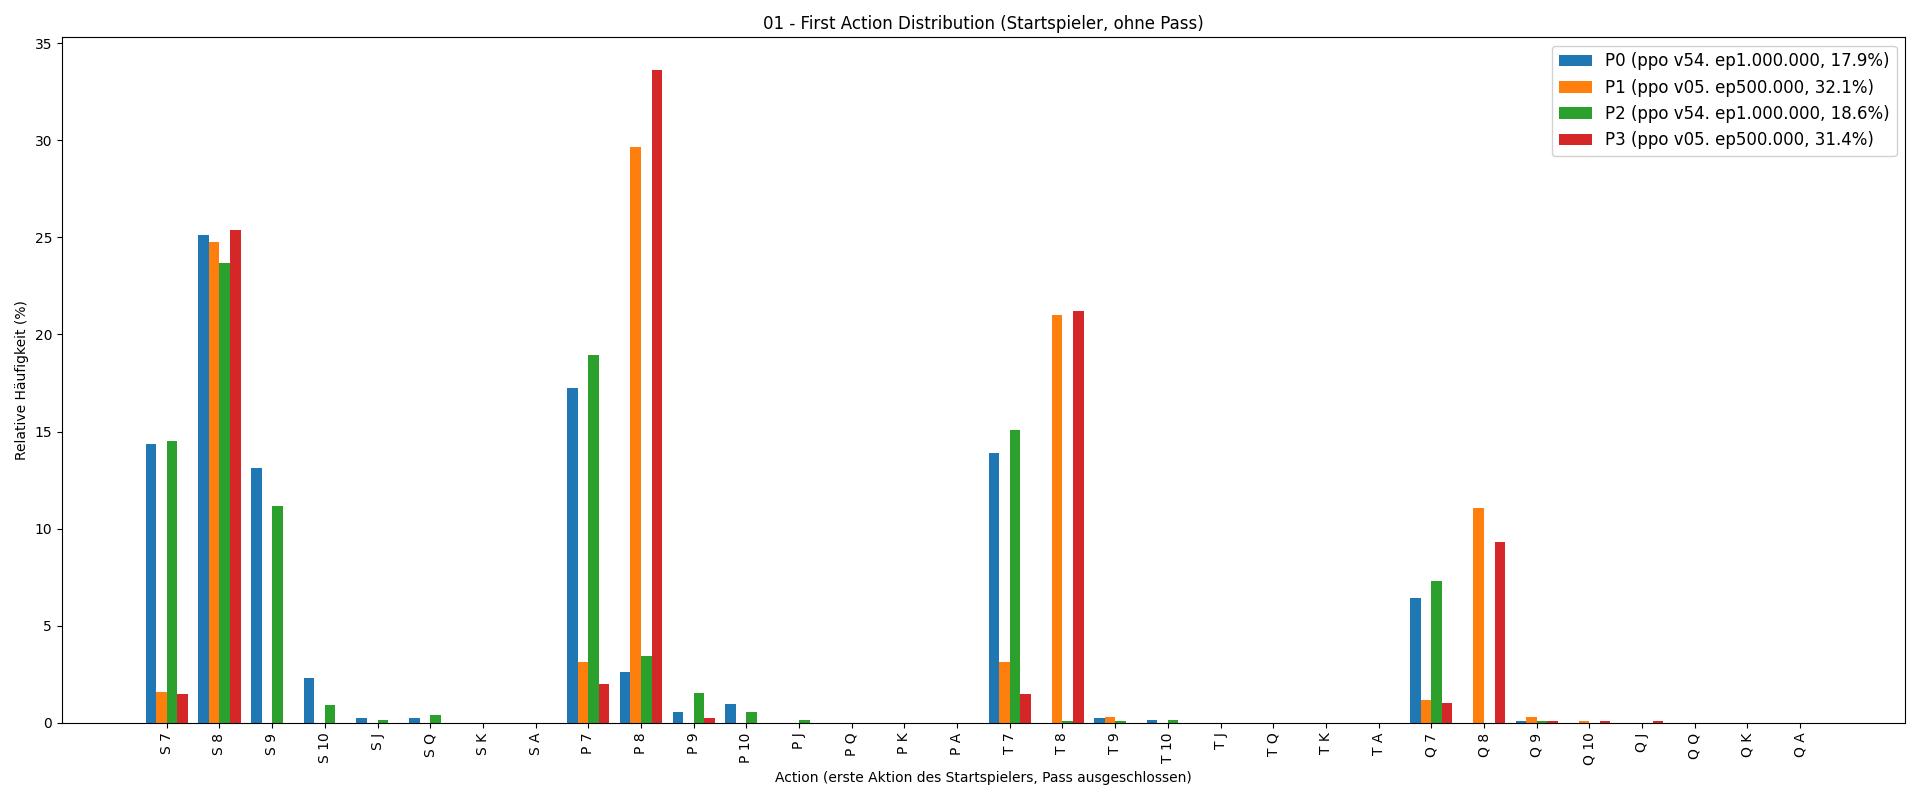 01 - First Action Distribution (Startspieler, ohne Pass)
P0 (ppo v54. ep1.000.000, 17.9%)
P1 (ppo v05. ep500.000, 32.1%)
P2 (ppo v54. ep1.000.000, 18.6%)
P3 (ppo v05. ep500.000, 31.4%)
Relative Häufigkeit (%)
35
30
25
20
15
10
5
0
S 7
S 8
S 9
S 10
S J
S Q
S K
S A
P 7
P 8
P 9
P 10
P J
P Q
P K
P A
T 7
T 8
T 9
T 10
T J
T Q
T K
T A
Q 7
Q 8
Q 9
Q 10
Q J
Q Q
Q K
Q A
Action (erste Aktion des Startspielers, Pass ausgeschlossen)